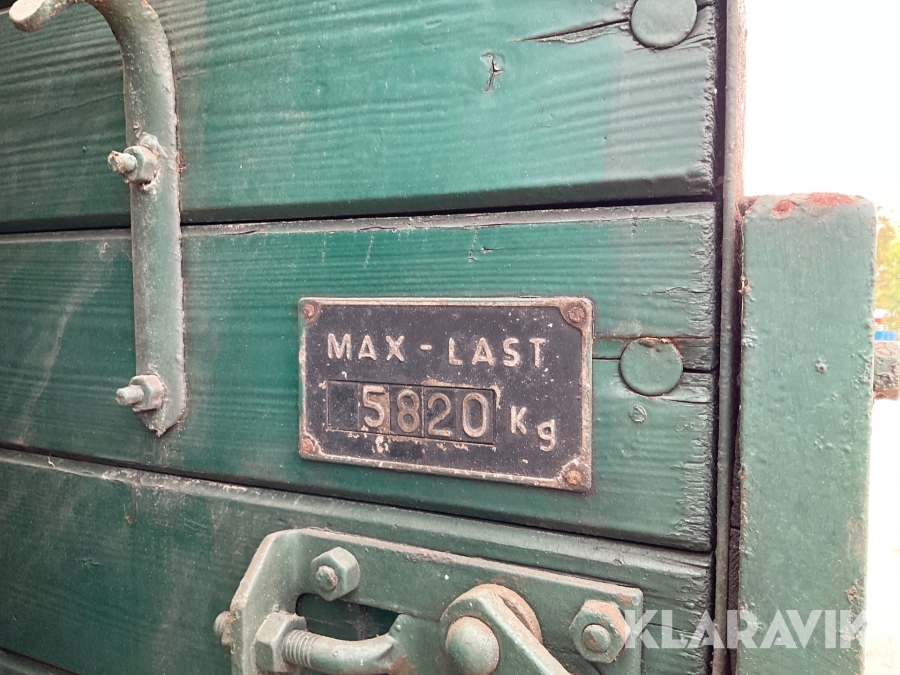 MAX - LAST
5820 Kg
KLARAVIK